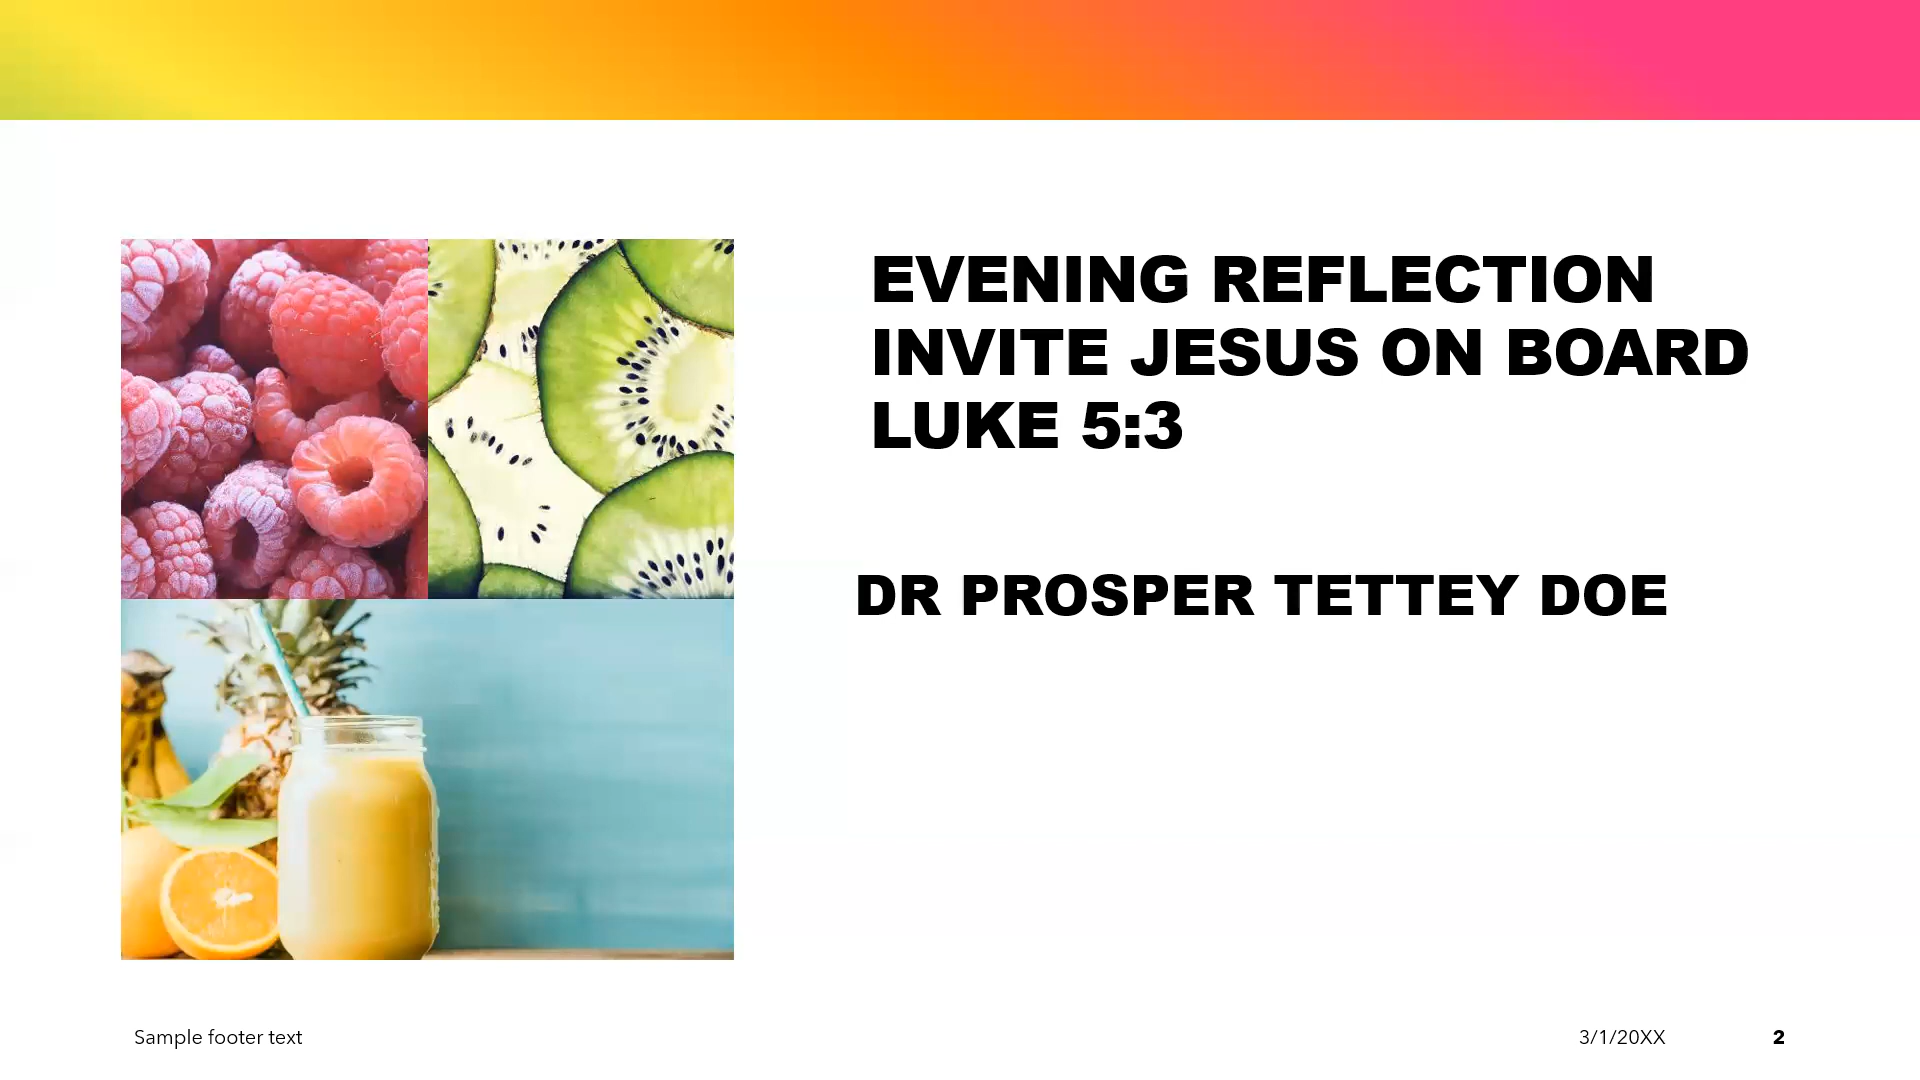 EVENING REFLECTION
INVITE JESUS ON BOARD
LUKE 5:3
DR PROSPER TETTEY DOE
Sample footer text
3/1/20XX
2